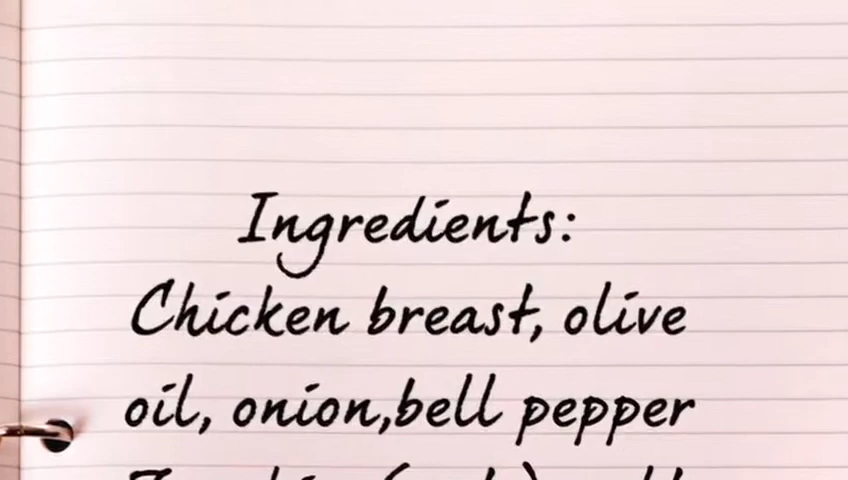 Ingredients:
Chicken breast, olive
oil, onion,bell pepper